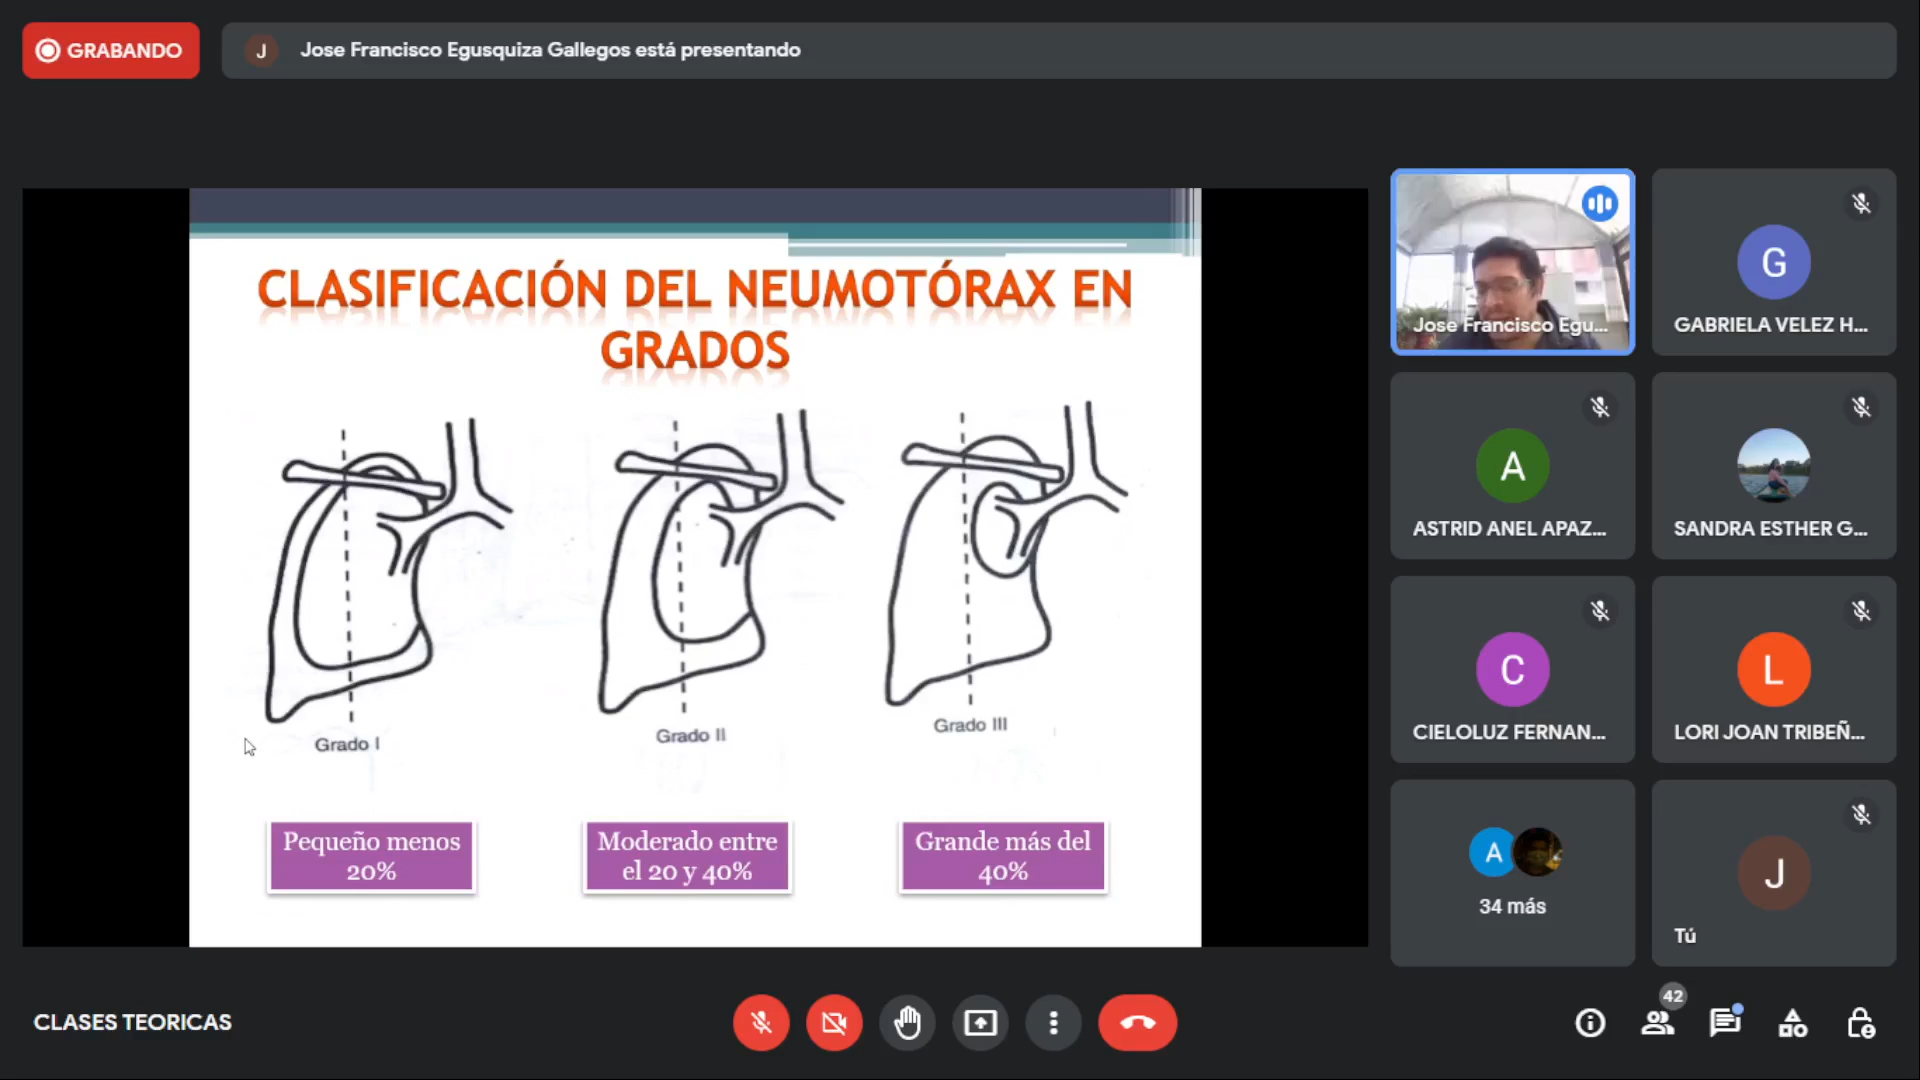 GRABANDO
J
Jose Francisco Egusquiza Gallegos está presentando
CLASIFICACIÓN DEL NEUMOTÓRAX EN
GRADOS
Grado I
Grado II
Grado III
Pequeño menos
20%
Moderado entre
el 20 y 40%
Grande más del
40%
Jose Francisco Egu...
G
GABRIELA VELEZ H...
A
ASTRID ANEL APAZ...
SANDRA ESTHER G...
C
CIELOLUZ FERNAN...
L
LORI JOAN TRIBEÑ...
A
34 más
J
Tú
CLASES TEORICAS
42